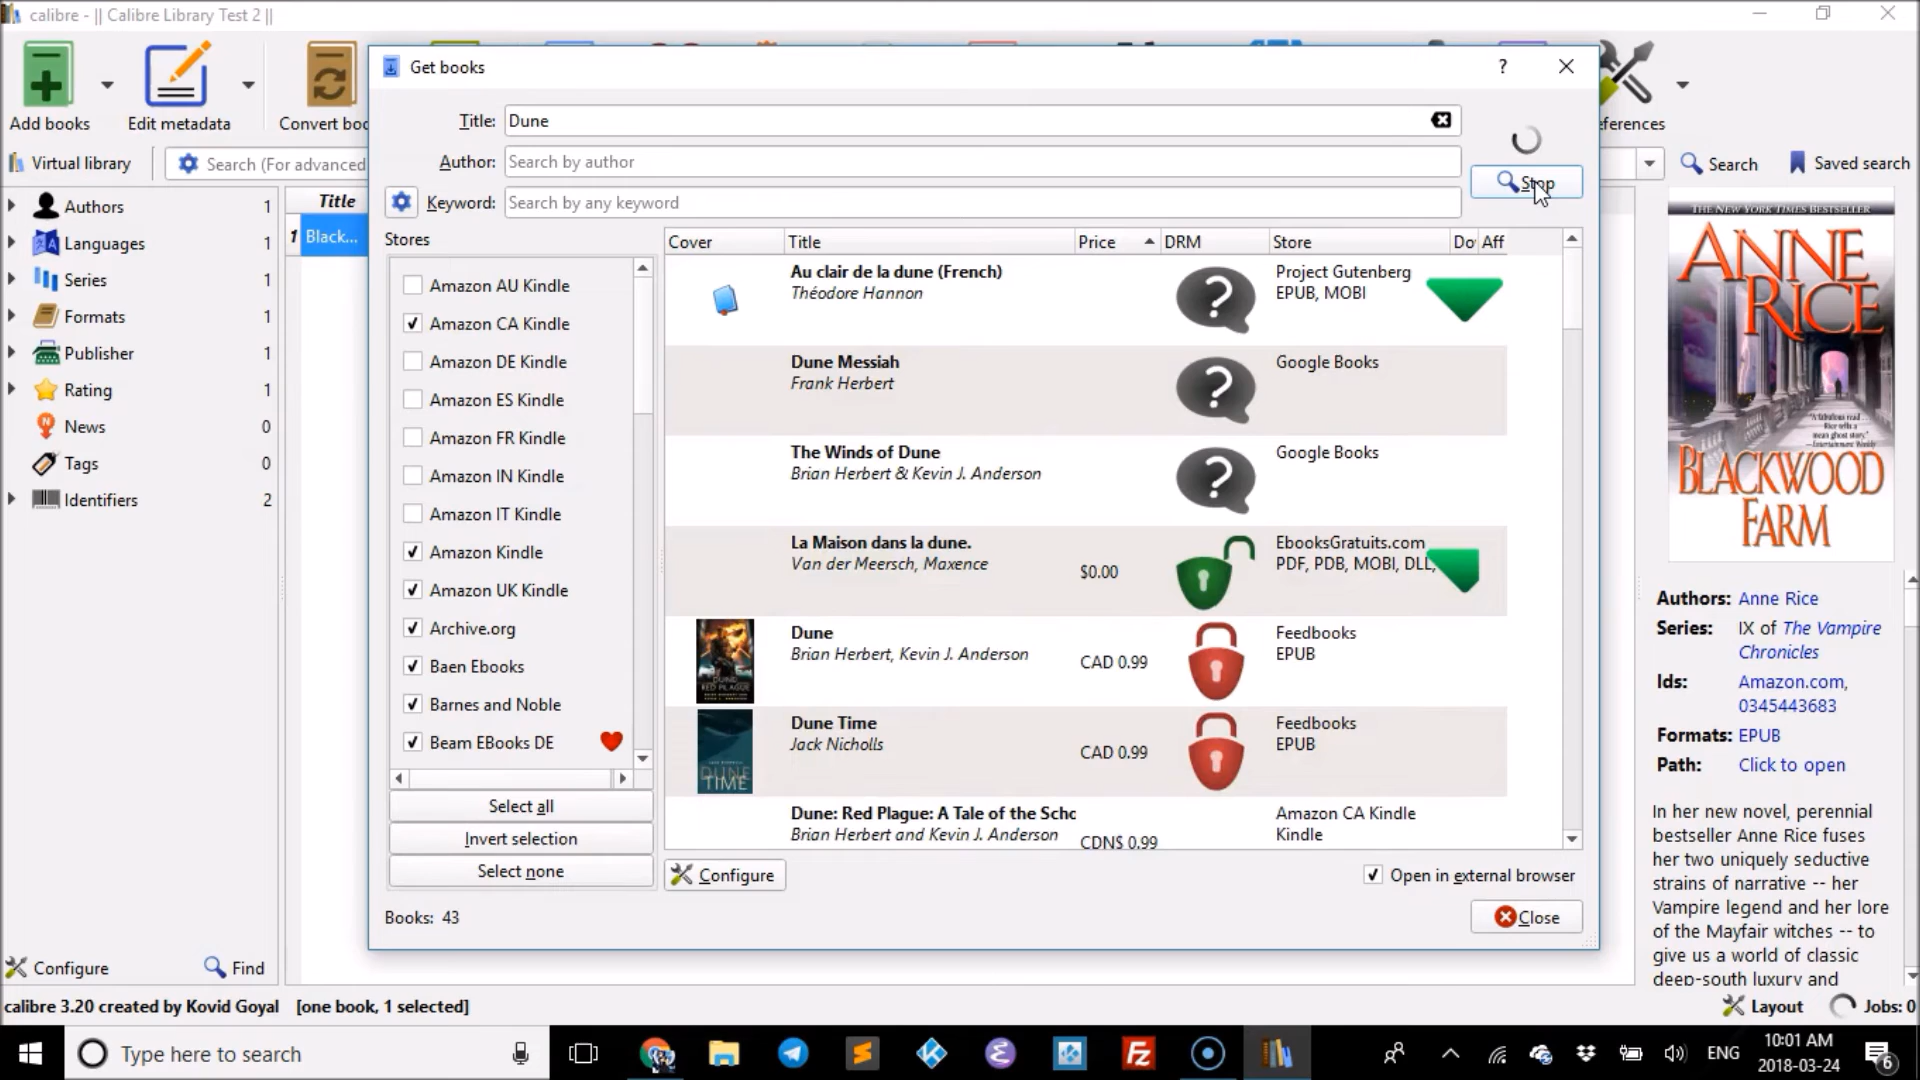 calibre - || Calibre Library Test 2 ||
Add books
Edit metadata
Convert boo
eferences
Virtual library
Search (For advanced
Search
Saved search
Authors 1
Languages 1
Series 1
Formats 1
Publisher 1
Rating 1
News 0
Tags 0
Identifiers 2
Configure
Find
Title
1 Black...
Get books
?
Title: Dune
Author: Search by author
Keyword: Search by any keyword
Stop
Stores
Amazon AU Kindle
Amazon CA Kindle
Amazon DE Kindle
Amazon ES Kindle
Amazon FR Kindle
Amazon IN Kindle
Amazon IT Kindle
Amazon Kindle
Amazon UK Kindle
Archive.org
Baen Ebooks
Barnes and Noble
Beam EBooks DE
Select all
Invert selection
Select none
Books: 43
Cover Title Price DRM Store Do Aff
Au clair de la dune (French)
Théodore Hannon
Project Gutenberg
EPUB, MOBI
Dune Messiah
Frank Herbert
Google Books
The Winds of Dune
Brian Herbert & Kevin J. Anderson
Google Books
La Maison dans la dune.
Van der Meersch, Maxence
$0.00
EbooksGratuits.com
PDF, PDB, MOBI, DLL,
DUNE
RED PLAGUE
Dune
Brian Herbert, Kevin J. Anderson
CAD 0.99
Feedbooks
EPUB
DUNE
TIME
Dune Time
Jack Nicholls
CAD 0.99
Feedbooks
EPUB
Dune: Red Plague: A Tale of the Scho
Brian Herbert and Kevin J. Anderson
CDN$ 0.99
Amazon CA Kindle
Kindle
Configure
Open in external browser
Close
THE NEW YORK TIMES BESTSELLER
ANNE
RICE
BLACKWOOD
FARM
Authors: Anne Rice
Series: IX of The Vampire
Chronicles
Ids: Amazon.com,
0345443683
Formats: EPUB
Path: Click to open
In her new novel, perennial
bestseller Anne Rice fuses
her two uniquely seductive
strains of narrative -- her
Vampire legend and her lore
of the Mayfair witches -- to
give us a world of classic
deep-south luxury and
calibre 3.20 created by Kovid Goyal [one book, 1 selected]
Layout
Jobs: 0
Type here to search
ENG
10:01 AM
2018-03-24
6